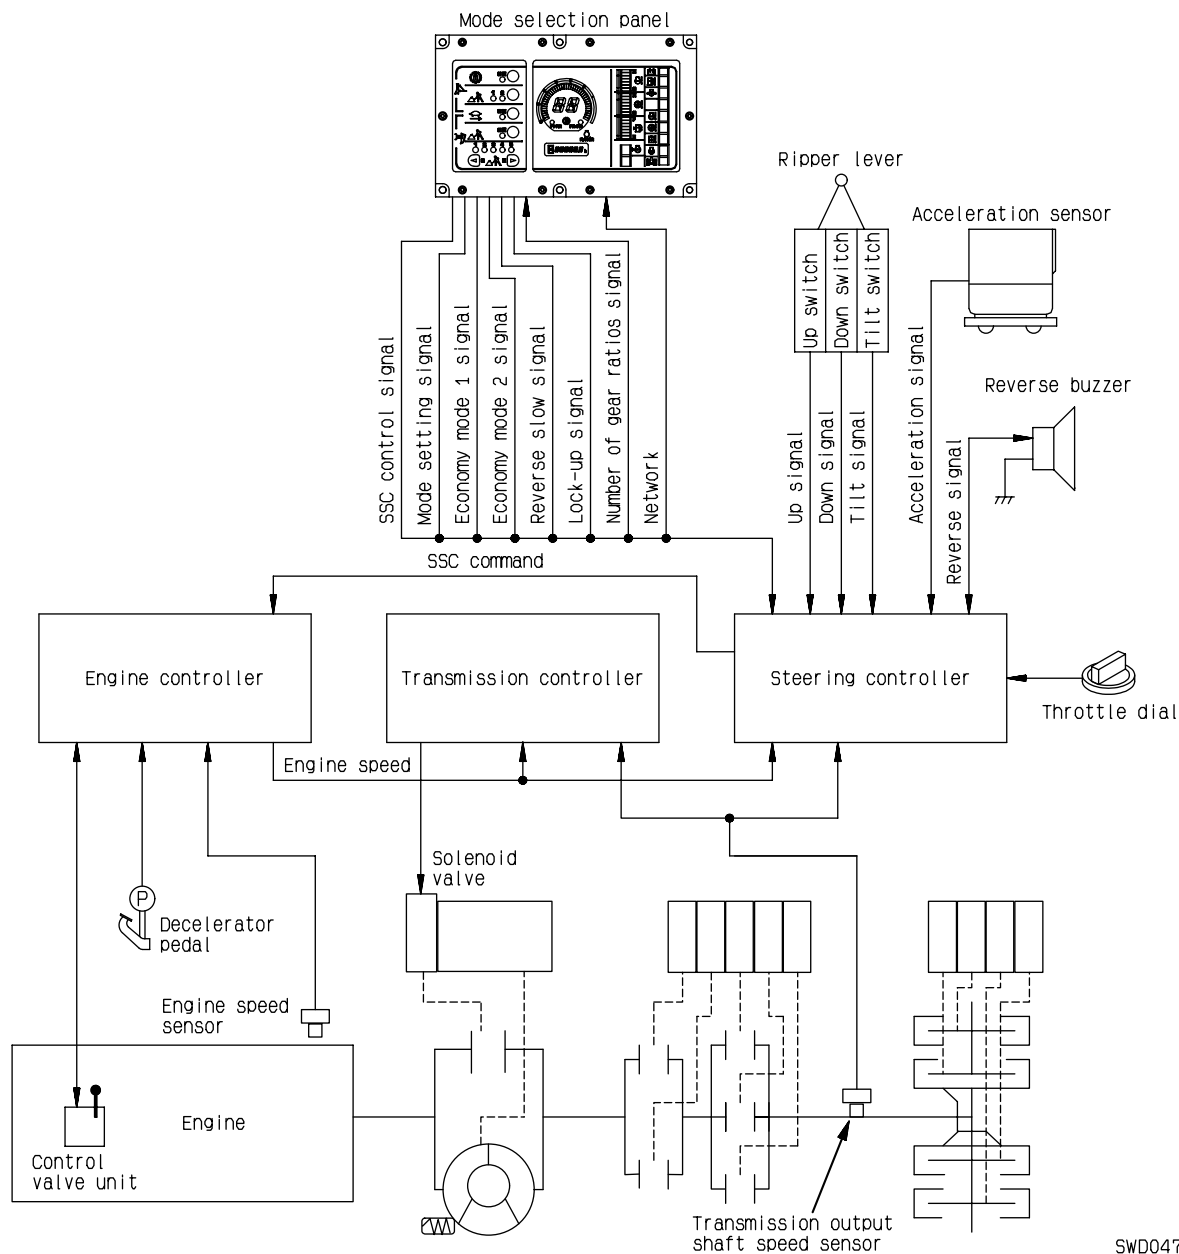 Mode selection panel
Ripper lever
Acceleration sensor
Up switch
Down switch
Tilt switch
Reverse buzzer
SSC control signal
Mode setting signal
Economy mode 1 signal
Economy mode 2 signal
Reverse slow signal
Lock-up signal
Number of gear ratios signal
Network
Up signal
Down signal
Tilt signal
Acceleration signal
Reverse signal
SSC command
Engine controller
Transmission controller
Steering controller
Throttle dial
Engine speed
Solenoid
valve
P
Decelerator
pedal
Engine speed
sensor
Engine
Control
valve unit
Transmission output
shaft speed sensor
SWD047